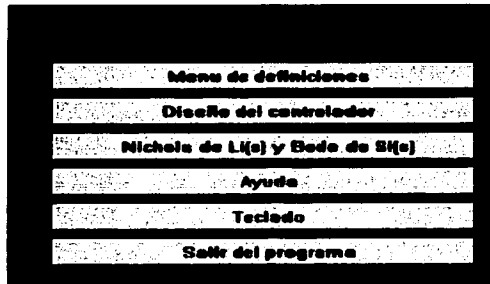 Menu de definiciones
Diseño del controlador
Nichols de Li(s) y Bode de Si(s)
Ayuda
Teclado
Salir del programa